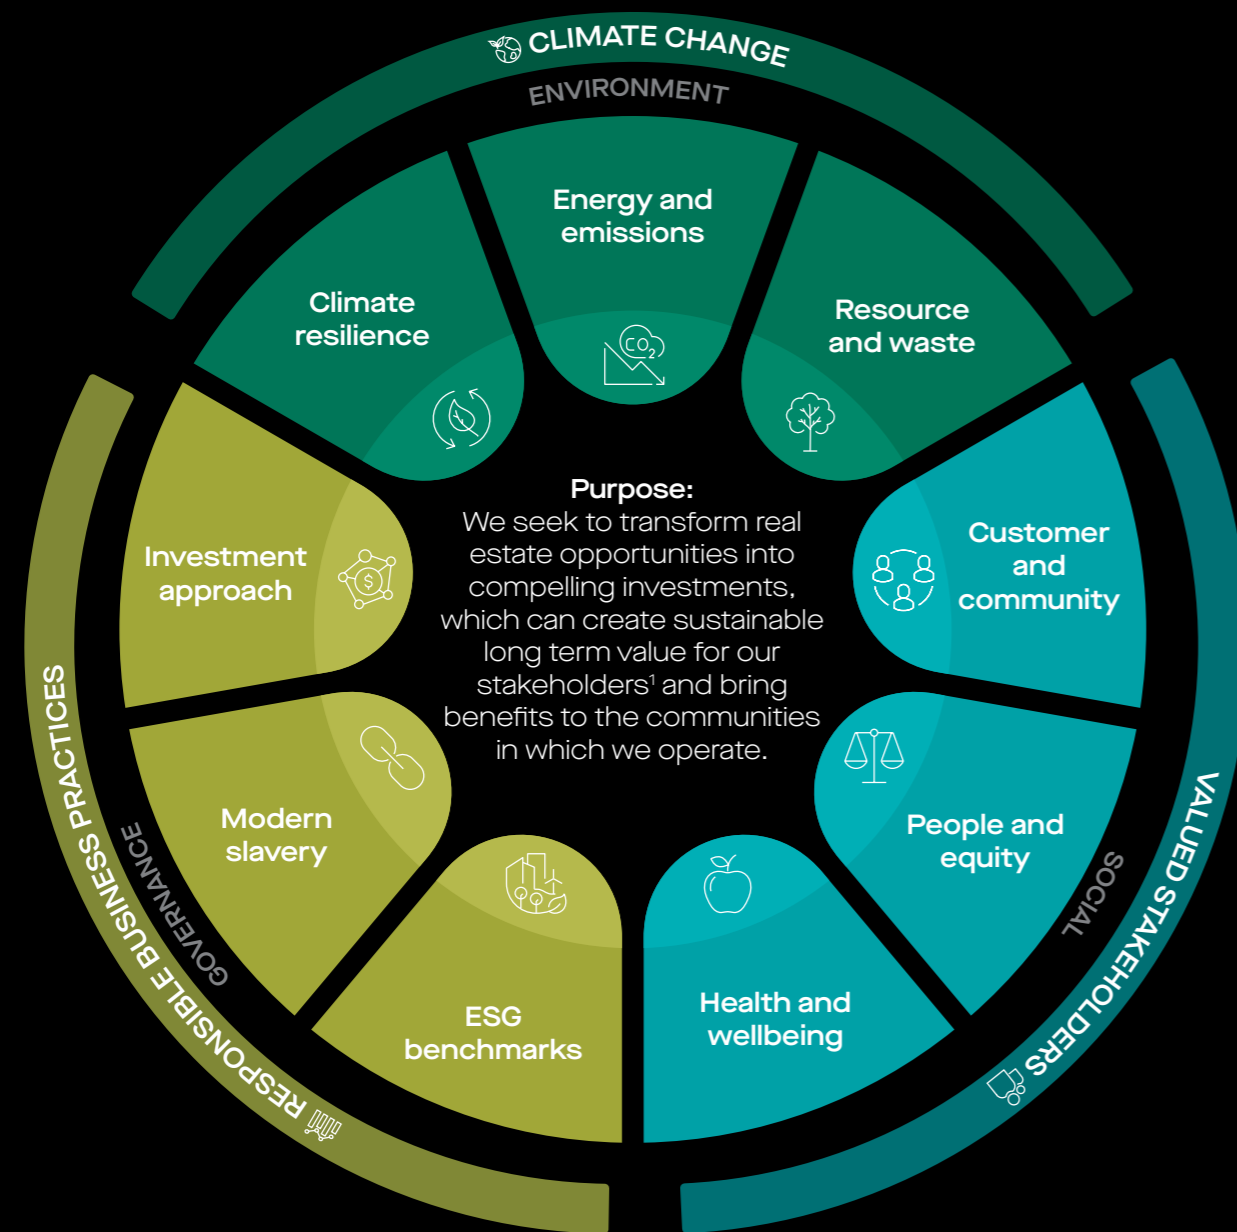 CLIMATE CHANGE
ENVIRONMENT
Energy and
emissions
CO2
Resource
and waste
Climate
resilience
Customer
and
community
People and
equity
Health and
wellbeing
VALUED STAKEHOLDERS
SOCIAL
ESG
benchmarks
Modern
slavery
Investment
approach
$
RESPONSIBLE BUSINESS PRACTICES
GOVERNANCE
Purpose:
We seek to transform real
estate opportunities into
compelling investments,
which can create sustainable
long term value for our
stakeholders¹ and bring
benefits to the communities
in which we operate.